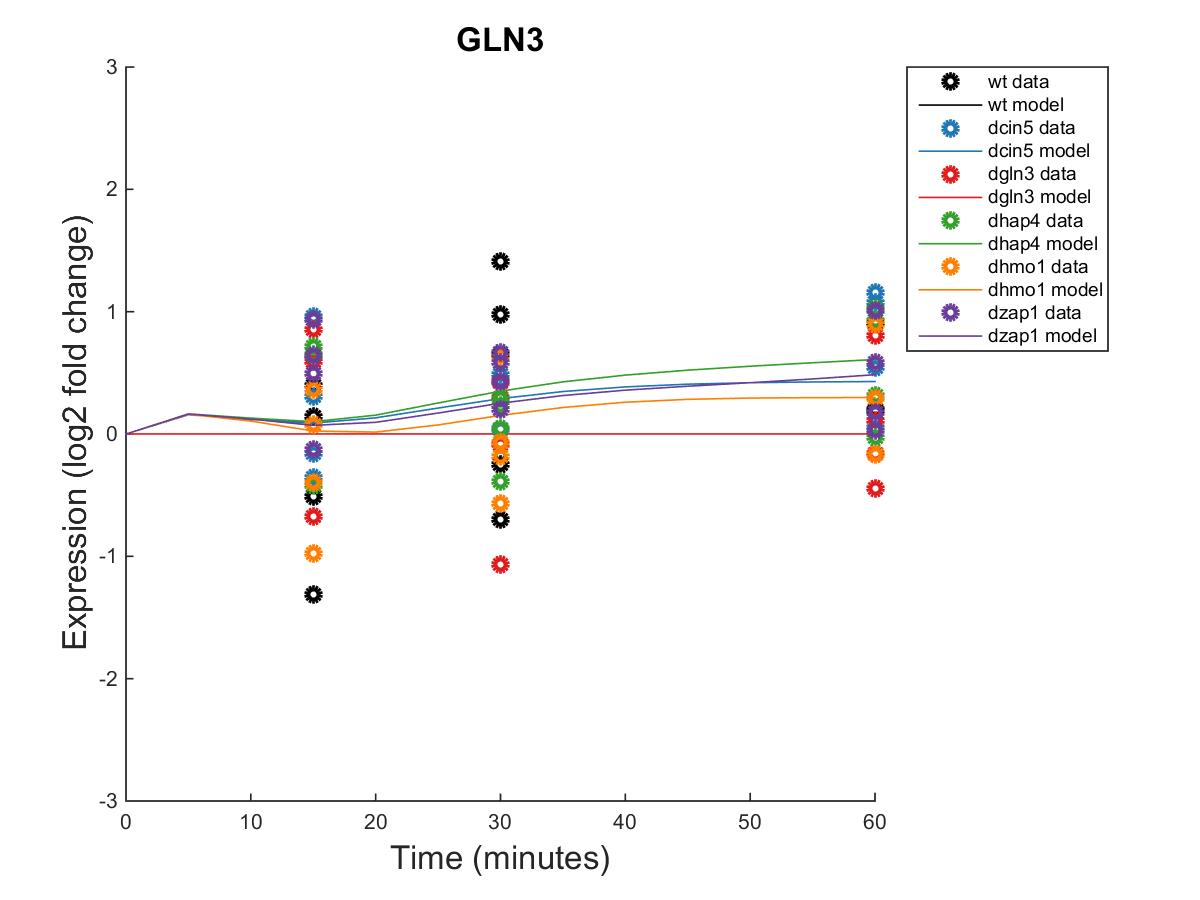 GLN3
Expression (log2 fold change)
3
2
1
0
-1
-2
-3
0 10 20 30 40 50 60
Time (minutes)
wt data
wt model
dcin5 data
dcin5 model
dgln3 data
dgln3 model
dhap4 data
dhap4 model
dhmo1 data
dhmo1 model
dzap1 data
dzap1 model